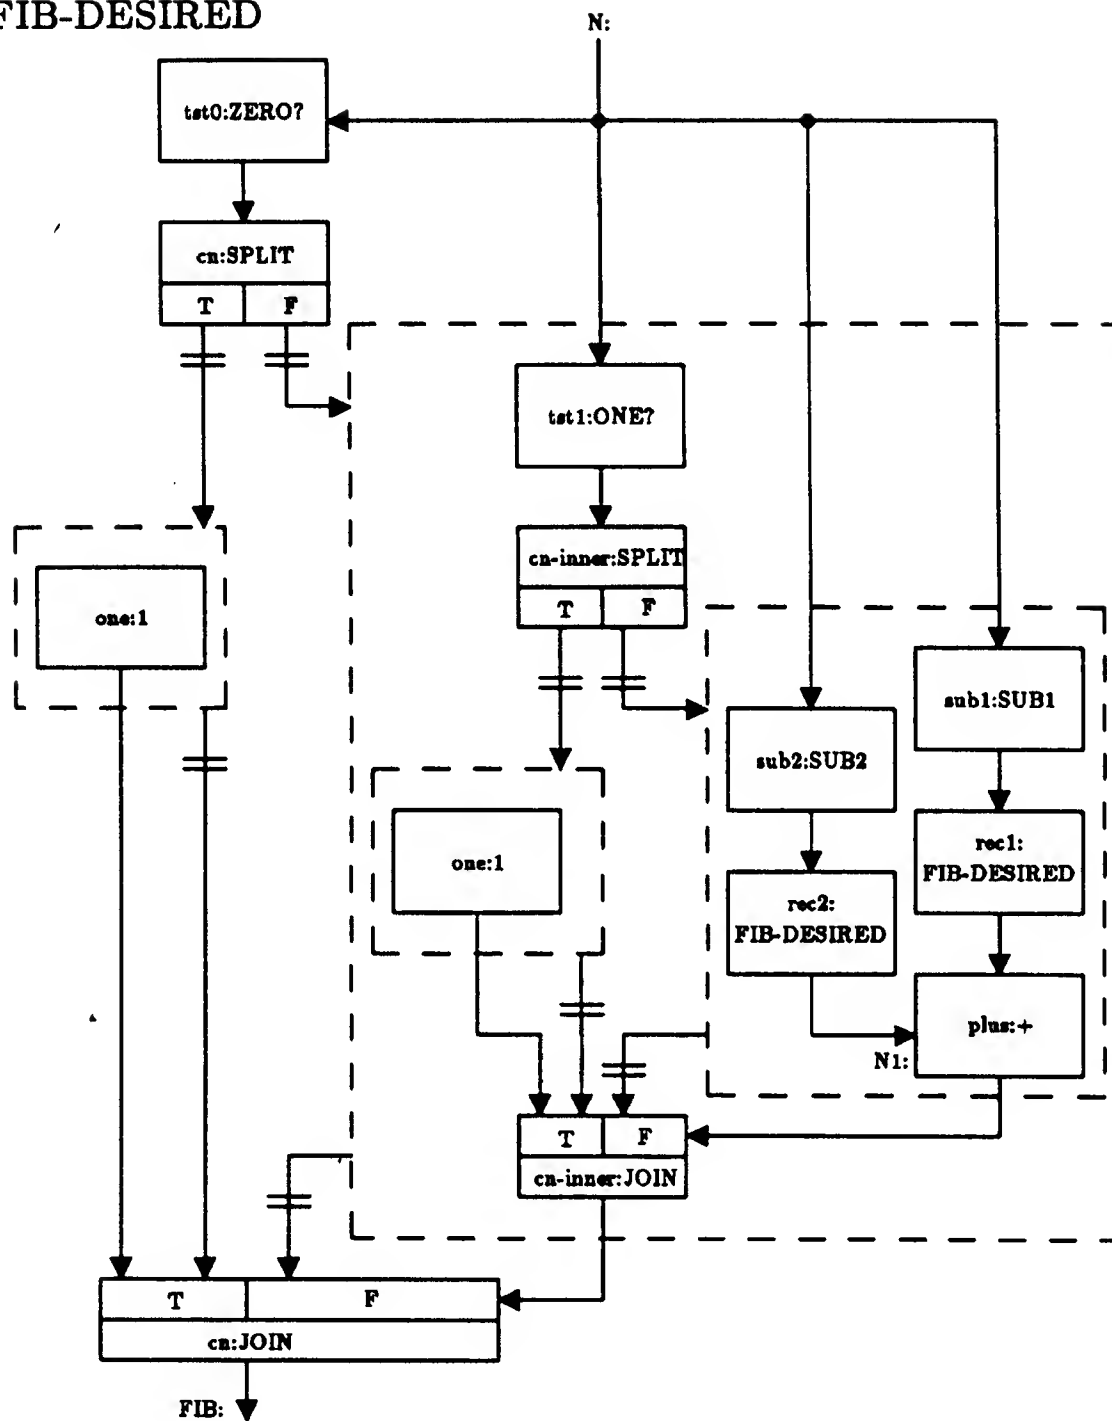 FIB-DESIRED
N:
tst0:ZERO?
cn:SPLIT
T F
tst1:ONE?
cn-inner:SPLIT
T F
one:1
sub1:SUB1
sub2:SUB2
rec1:
FIB-DESIRED
one:1
rec2:
FIB-DESIRED
plus:+
N1:
T F
cn-inner:JOIN
T F
cn:JOIN
FIB: